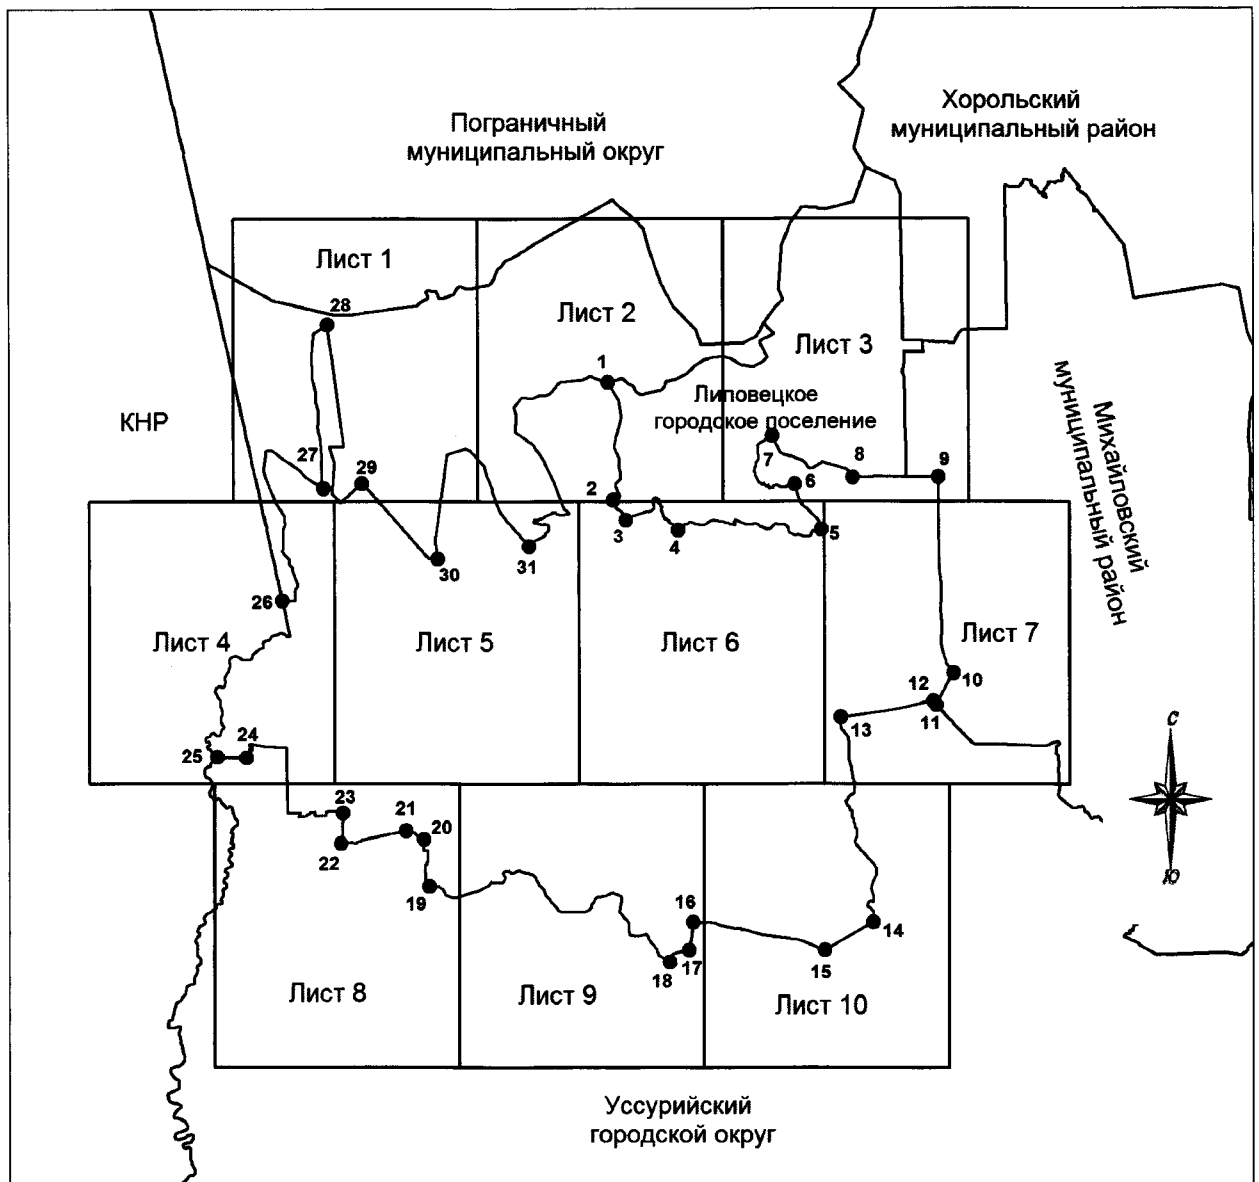 Хорольский
муниципальный район
Пограничный
муниципальный округ
Лист 1
28
Лист 2
Лист 3
1
Липовецкое
городское поселение
КНР
Михайловский
муниципальный район
7
8
9
27
29
6
2
3
4
5
30
31
26
Лист 4
Лист 5
Лист 6
Лист 7
10
12
11
13
С
25
24
23
21
20
22
Ю
19
16
14
17
15
18
Лист 8
Лист 9
Лист 10
Уссурийский
городской округ